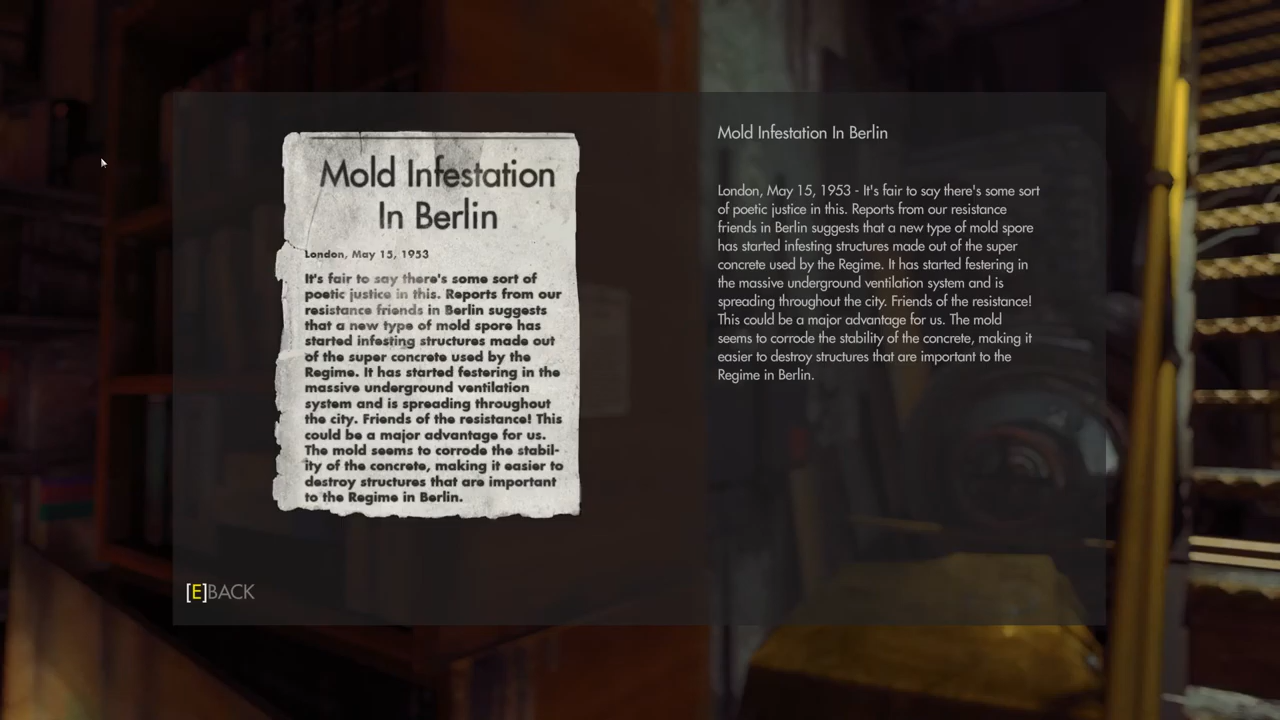 Mold Infestation
In Berlin
London, May 15, 1953
It's fair to say there's some sort of
poetic justice in this. Reports from our
resistance friends in Berlin suggests
that a new type of mold spore has
started infesting structures made out
of the super concrete used by the
Regime. It has started festering in the
massive underground ventilation
system and is spreading throughout
the city. Friends of the resistance! This
could be a major advantage for us.
The mold seems to corrode the stabil-
ity of the concrete, making it easier to
destroy structures that are important
to the Regime in Berlin.
Mold Infestation In Berlin
London, May 15, 1953 - It's fair to say there's some sort
of poetic justice in this. Reports from our resistance
friends in Berlin suggests that a new type of mold spore
has started infesting structures made out of the super
concrete used by the Regime. It has started festering in
the massive underground ventilation system and is
spreading throughout the city. Friends of the resistance!
This could be a major advantage for us. The mold
seems to corrode the stability of the concrete, making it
easier to destroy structures that are important to the
Regime in Berlin.
[E]BACK